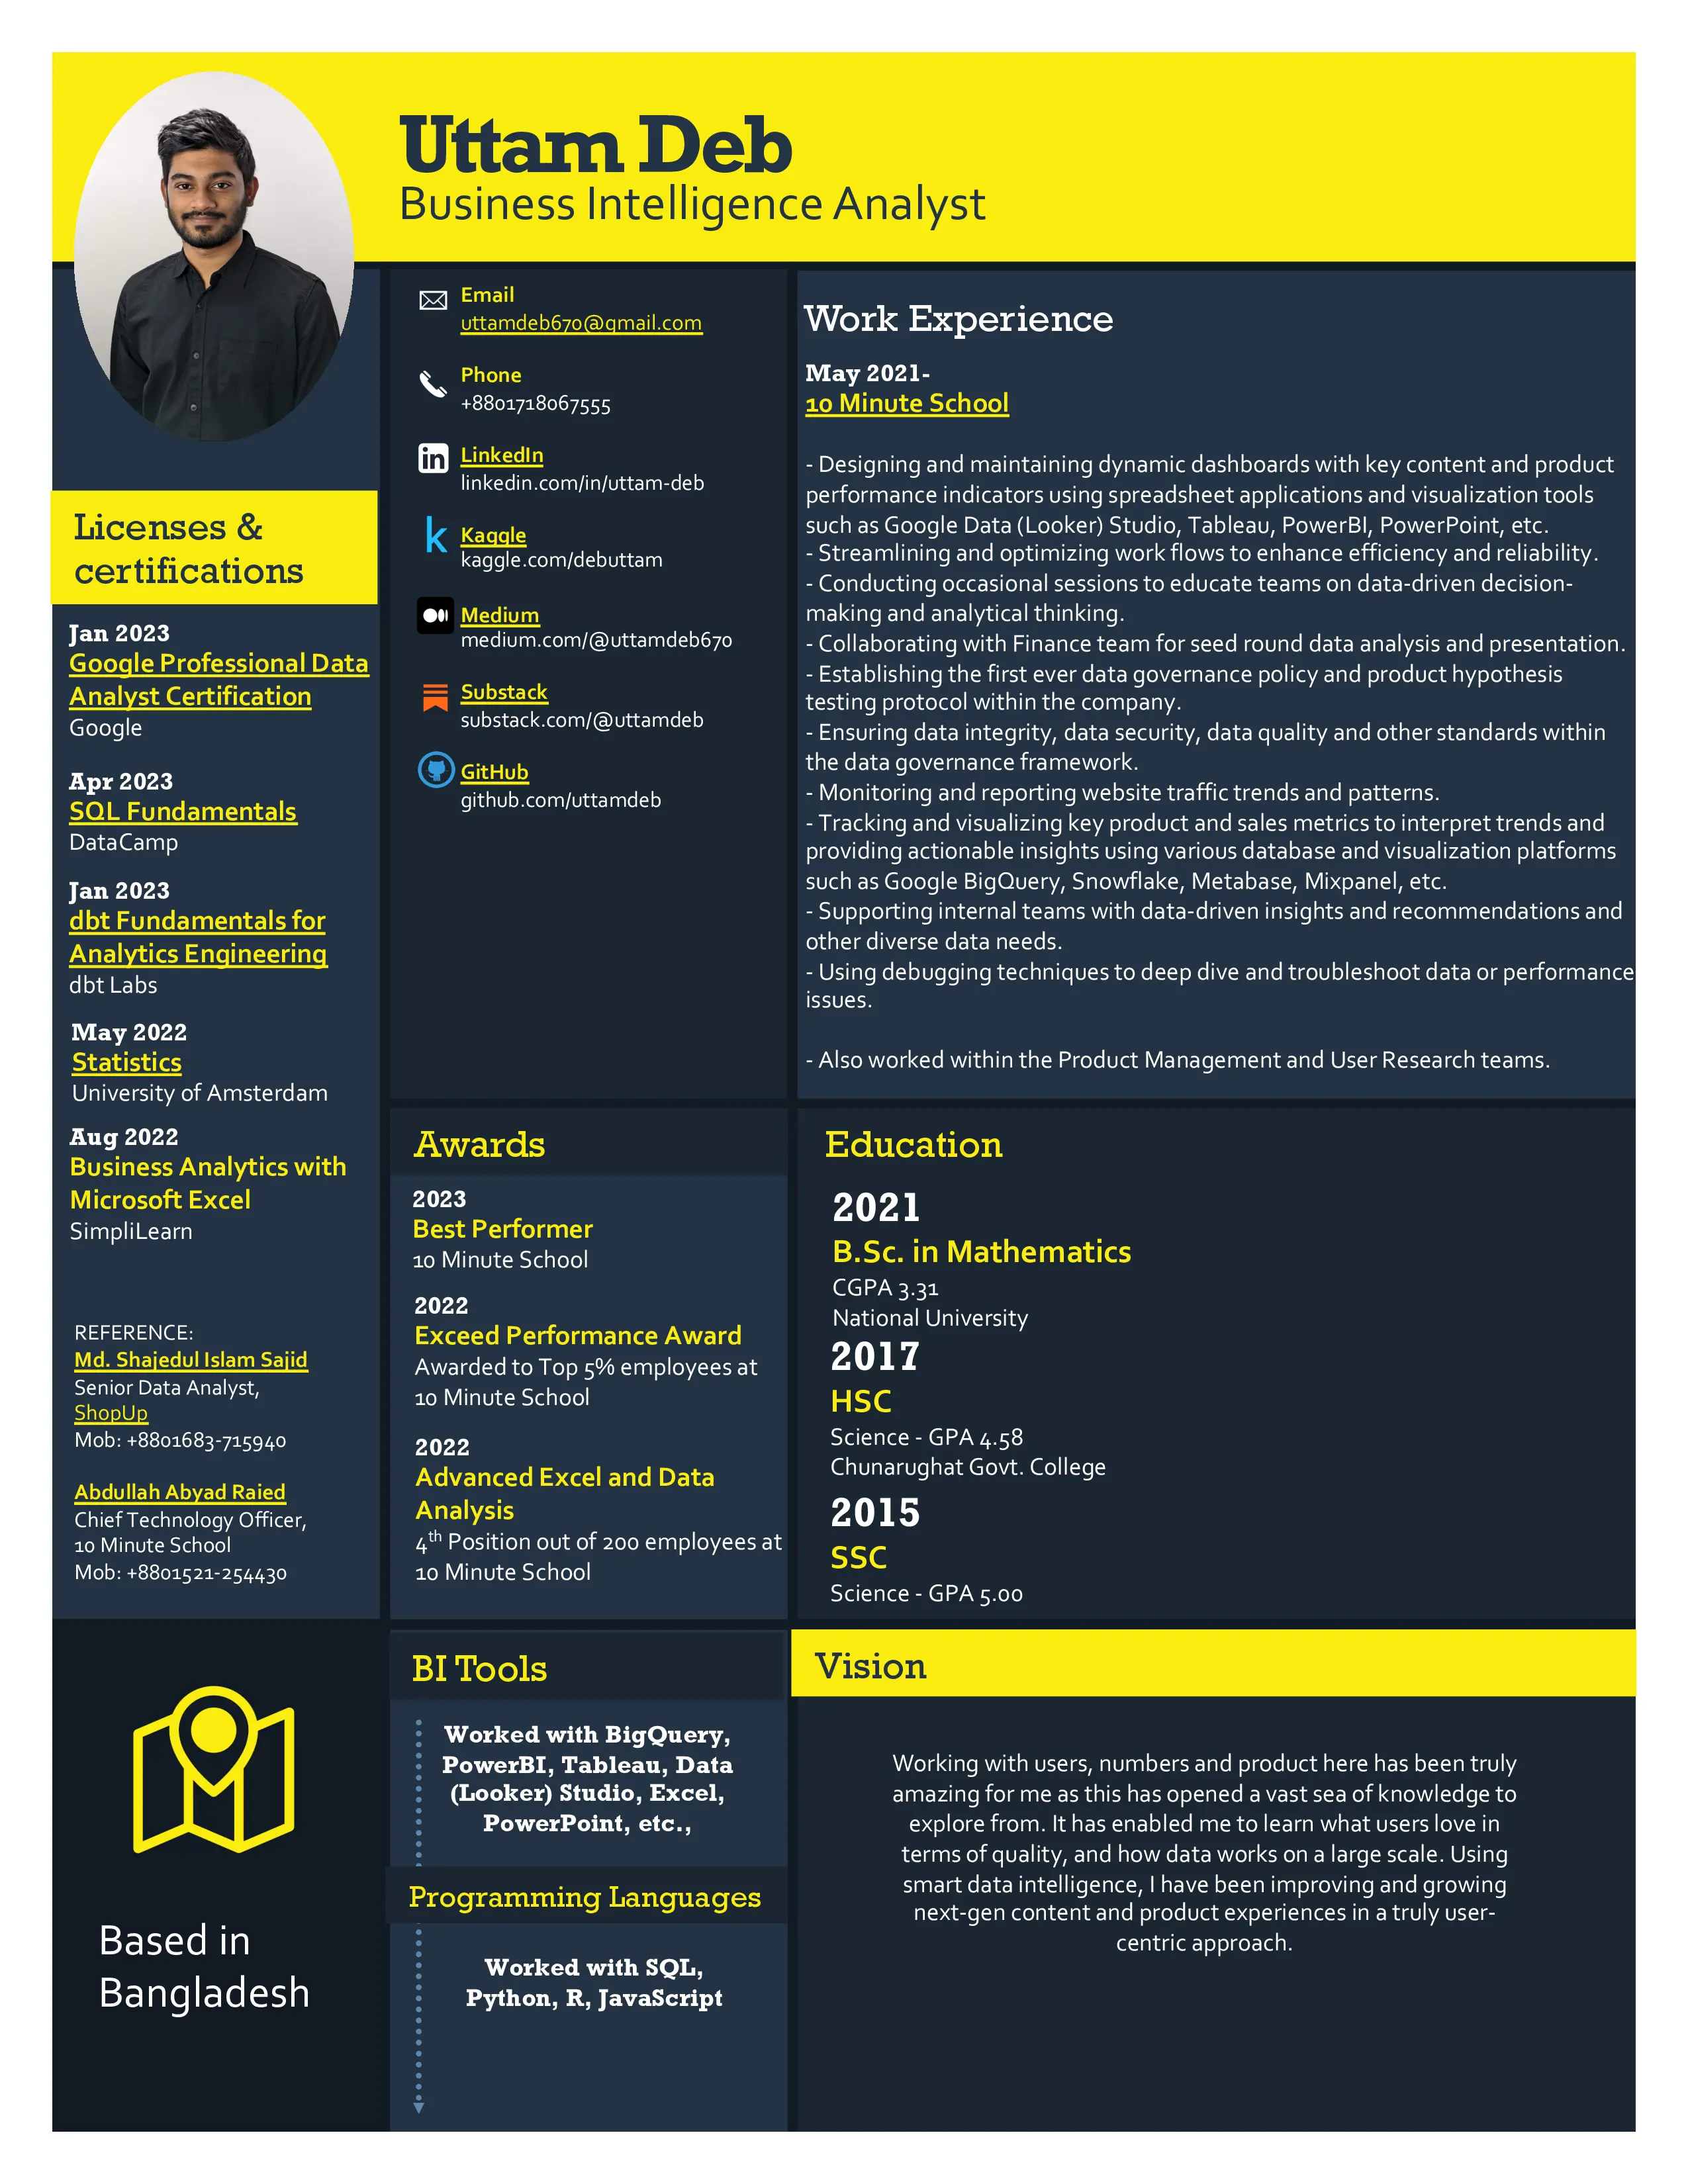 Uttam Deb
Business Intelligence Analyst
Licenses &
certifications
Jan 2023
Google Professional Data
Analyst Certification
Google
Apr 2023
SQL Fundamentals
DataCamp
Jan 2023
dbt Fundamentals for
Analytics Engineering
dbt Labs
May 2022
Statistics
University of Amsterdam
Aug 2022
Business Analytics with
Microsoft Excel
SimpliLearn
REFERENCE:
Md. Shajedul Islam Sajid
Senior Data Analyst,
ShopUp
Mob: +8801683-715940
Abdullah Abyad Raied
Chief Technology Officer,
10 Minute School
Mob: +8801521-254430
Based in
Bangladesh
Email
uttamdeb670@gmail.com
Phone
+8801718067555
in
LinkedIn
linkedin.com/in/uttam-deb
k
Kaggle
kaggle.com/debuttam
Medium
medium.com/@uttamdeb670
Substack
substack.com/@uttamdeb
GitHub
github.com/uttamdeb
Awards
2023
Best Performer
10 Minute School
2022
Exceed Performance Award
Awarded to Top 5% employees at
10 Minute School
2022
Advanced Excel and Data
Analysis
4th Position out of 200 employees at
10 Minute School
BI Tools
Worked with BigQuery,
PowerBI, Tableau, Data
(Looker) Studio, Excel,
PowerPoint, etc.,
Programming Languages
Worked with SQL,
Python, R, JavaScript
Work Experience
May 2021-
10 Minute School
- Designing and maintaining dynamic dashboards with key content and product
performance indicators using spreadsheet applications and visualization tools
such as Google Data (Looker) Studio, Tableau, PowerBI, PowerPoint, etc.
- Streamlining and optimizing work flows to enhance efficiency and reliability.
- Conducting occasional sessions to educate teams on data-driven decision-
making and analytical thinking.
- Collaborating with Finance team for seed round data analysis and presentation.
- Establishing the first ever data governance policy and product hypothesis
testing protocol within the company.
- Ensuring data integrity, data security, data quality and other standards within
the data governance framework.
- Monitoring and reporting website traffic trends and patterns.
- Tracking and visualizing key product and sales metrics to interpret trends and
providing actionable insights using various database and visualization platforms
such as Google BigQuery, Snowflake, Metabase, Mixpanel, etc.
- Supporting internal teams with data-driven insights and recommendations and
other diverse data needs.
- Using debugging techniques to deep dive and troubleshoot data or performance
issues.
- Also worked within the Product Management and User Research teams.
Education
2021
B.Sc. in Mathematics
CGPA 3.31
National University
2017
HSC
Science - GPA 4.58
Chunarughat Govt. College
2015
SSC
Science - GPA 5.00
Vision
Working with users, numbers and product here has been truly
amazing for me as this has opened a vast sea of knowledge to
explore from. It has enabled me to learn what users love in
terms of quality, and how data works on a large scale. Using
smart data intelligence, I have been improving and growing
next-gen content and product experiences in a truly user-
centric approach.